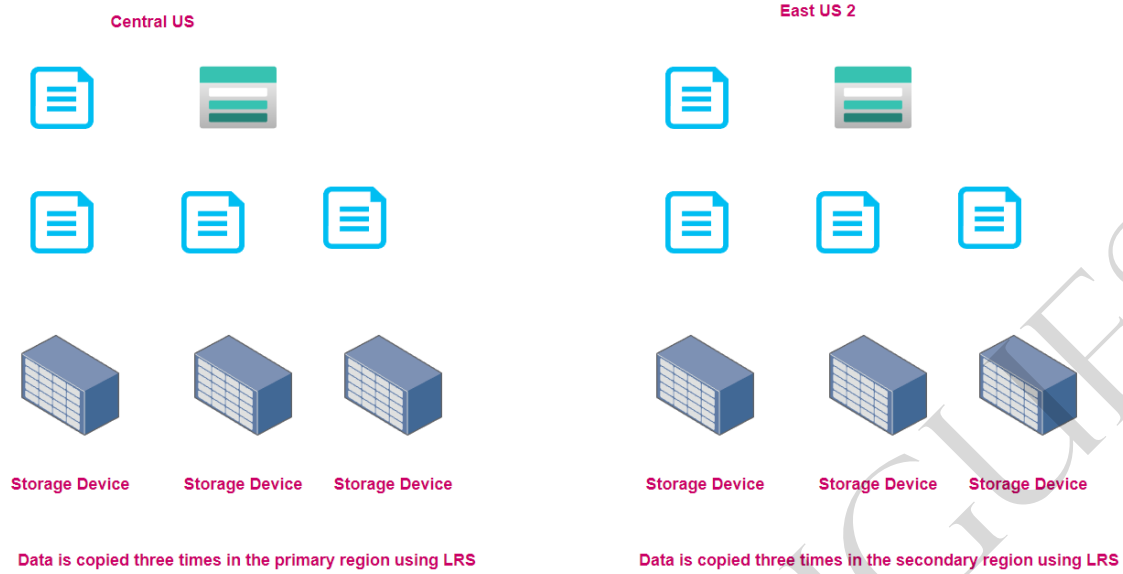 Central US
East US 2
Storage Device
Storage Device
Storage Device
Storage Device
Storage Device
Storage Device
Data is copied three times in the primary region using LRS
Data is copied three times in the secondary region using LRS